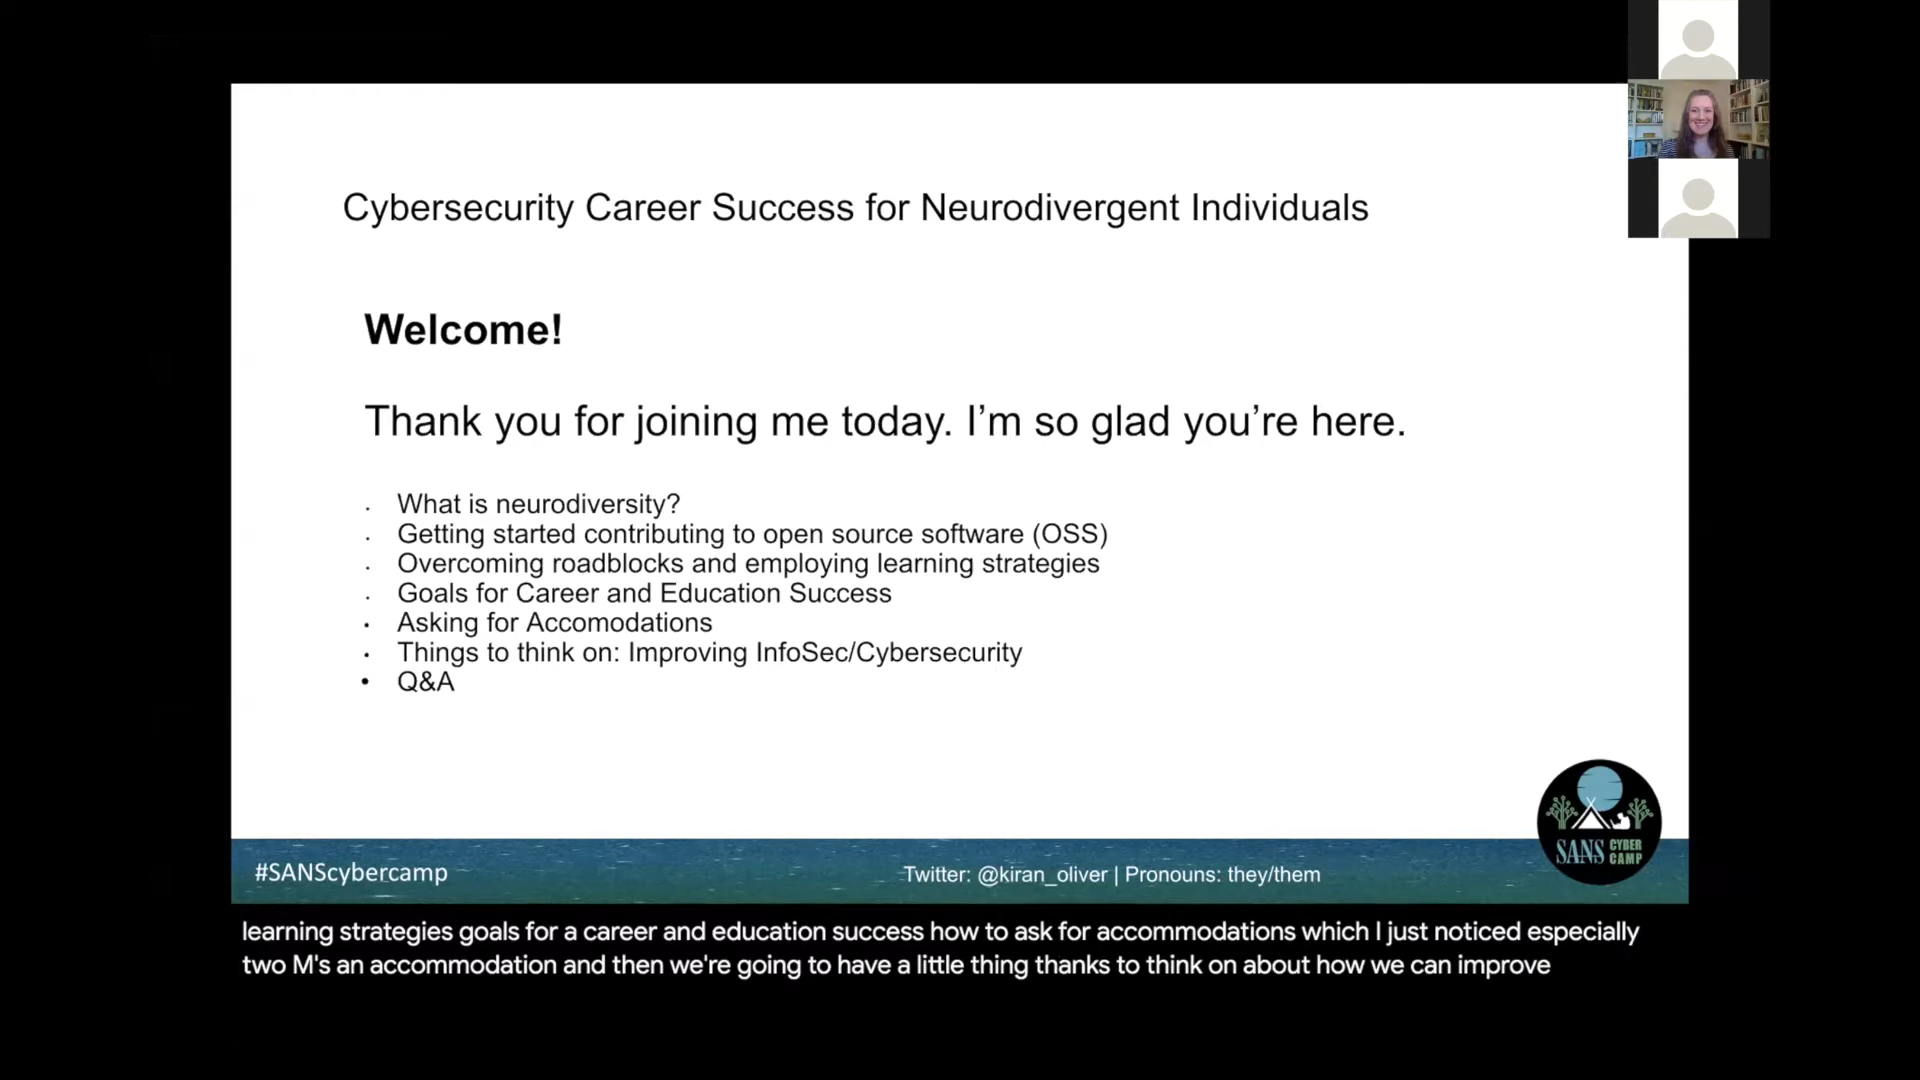 Cybersecurity Career Success for Neurodivergent Individuals
Welcome!
Thank you for joining me today. I’m so glad you’re here.
• What is neurodiversity?
• Getting started contributing to open source software (OSS)
• Overcoming roadblocks and employing learning strategies
• Goals for Career and Education Success
• Asking for Accomodations
• Things to think on: Improving InfoSec/Cybersecurity
• Q&A
SANS CYBER CAMP
#SANScybercamp
Twitter: @kiran_oliver | Pronouns: they/them
learning strategies goals for a career and education success how to ask for accommodations which I just noticed especially
two M's an accommodation and then we're going to have a little thing thanks to think on about how we can improve